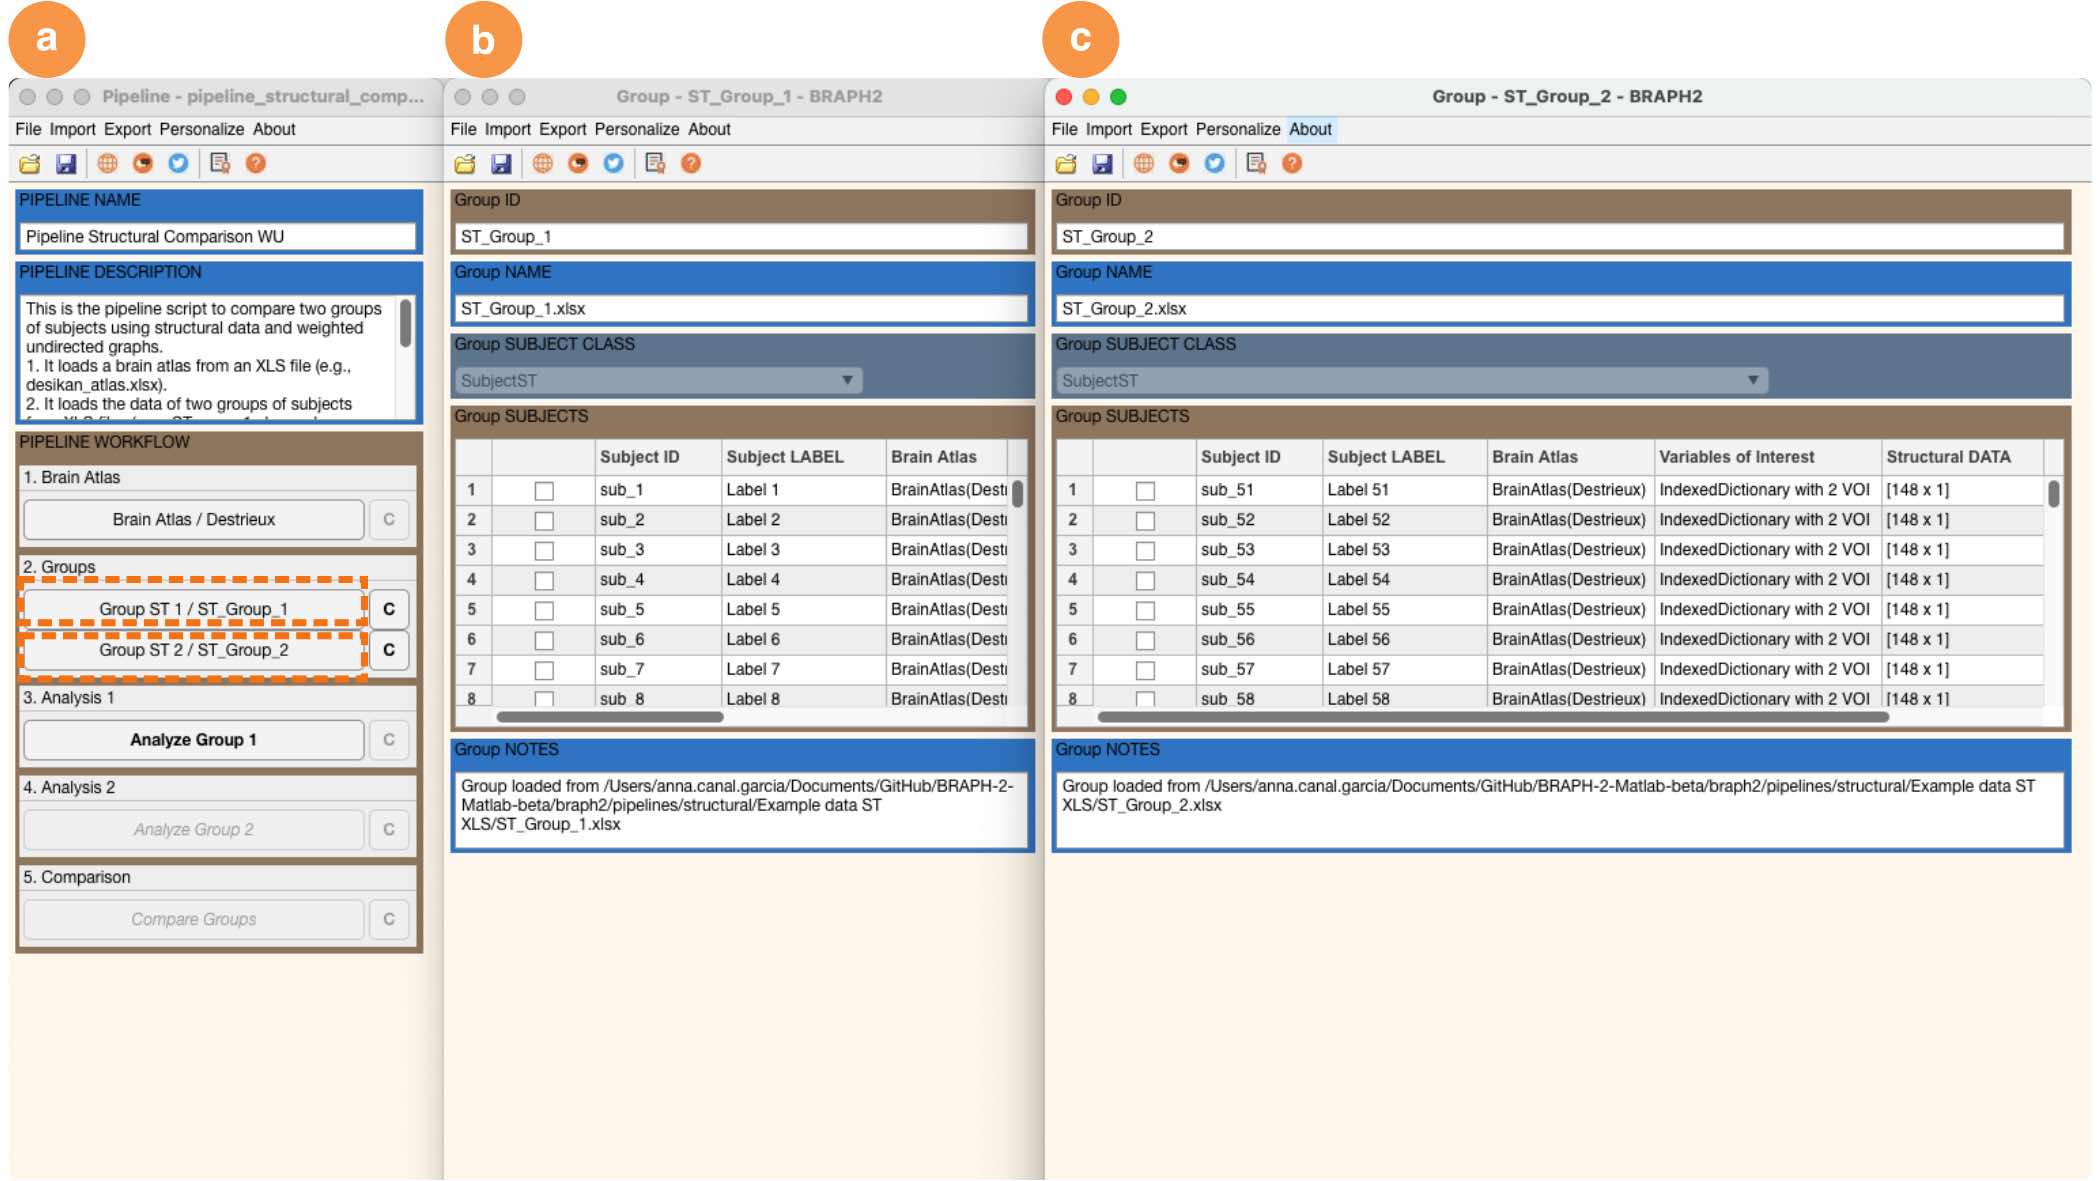 a
b
c
Pipeline - pipeline_structural_comp...
File Import Export Personalize About
PIPELINE NAME
Pipeline Structural Comparison WU
PIPELINE DESCRIPTION
This is the pipeline script to compare two groups
of subjects using structural data and weighted
undirected graphs.
1. It loads a brain atlas from an XLS file (e.g.,
desikan_atlas.xlsx).
2. It loads the data of two groups of subjects
PIPELINE WORKFLOW
1. Brain Atlas
Brain Atlas / Destrieux C
2. Groups
Group ST 1 / ST_Group_1 C
Group ST 2 / ST_Group_2 C
3. Analysis 1
Analyze Group 1 C
4. Analysis 2
Analyze Group 2 C
5. Comparison
Compare Groups C
Group - ST_Group_1 - BRAPH2
File Import Export Personalize About
Group ID
ST_Group_1
Group NAME
ST_Group_1.xlsx
Group SUBJECT CLASS
SubjectST
Group SUBJECTS
Subject ID Subject LABEL Brain Atlas
1 sub_1 Label 1 BrainAtlas(Destr
2 sub_2 Label 2 BrainAtlas(Destr
3 sub_3 Label 3 BrainAtlas(Destr
4 sub_4 Label 4 BrainAtlas(Destr
5 sub_5 Label 5 BrainAtlas(Destr
6 sub_6 Label 6 BrainAtlas(Destr
7 sub_7 Label 7 BrainAtlas(Destr
8 sub_8 Label 8 BrainAtlas(Destr
Group NOTES
Group loaded from /Users/anna.canal.garcia/Documents/GitHub/BRAPH-2-
Matlab-beta/braph2/pipelines/structural/Example data ST
XLS/ST_Group_1.xlsx
Group - ST_Group_2 - BRAPH2
File Import Export Personalize About
Group ID
ST_Group_2
Group NAME
ST_Group_2.xlsx
Group SUBJECT CLASS
SubjectST
Group SUBJECTS
Subject ID Subject LABEL Brain Atlas Variables of Interest Structural DATA
1 sub_51 Label 51 BrainAtlas(Destrieux) IndexedDictionary with 2 VOI [148 x 1]
2 sub_52 Label 52 BrainAtlas(Destrieux) IndexedDictionary with 2 VOI [148 x 1]
3 sub_53 Label 53 BrainAtlas(Destrieux) IndexedDictionary with 2 VOI [148 x 1]
4 sub_54 Label 54 BrainAtlas(Destrieux) IndexedDictionary with 2 VOI [148 x 1]
5 sub_55 Label 55 BrainAtlas(Destrieux) IndexedDictionary with 2 VOI [148 x 1]
6 sub_56 Label 56 BrainAtlas(Destrieux) IndexedDictionary with 2 VOI [148 x 1]
7 sub_57 Label 57 BrainAtlas(Destrieux) IndexedDictionary with 2 VOI [148 x 1]
8 sub_58 Label 58 BrainAtlas(Destrieux) IndexedDictionary with 2 VOI [148 x 1]
Group NOTES
Group loaded from /Users/anna.canal.garcia/Documents/GitHub/BRAPH-2-Matlab-beta/braph2/pipelines/structural/Example data ST
XLS/ST_Group_2.xlsx